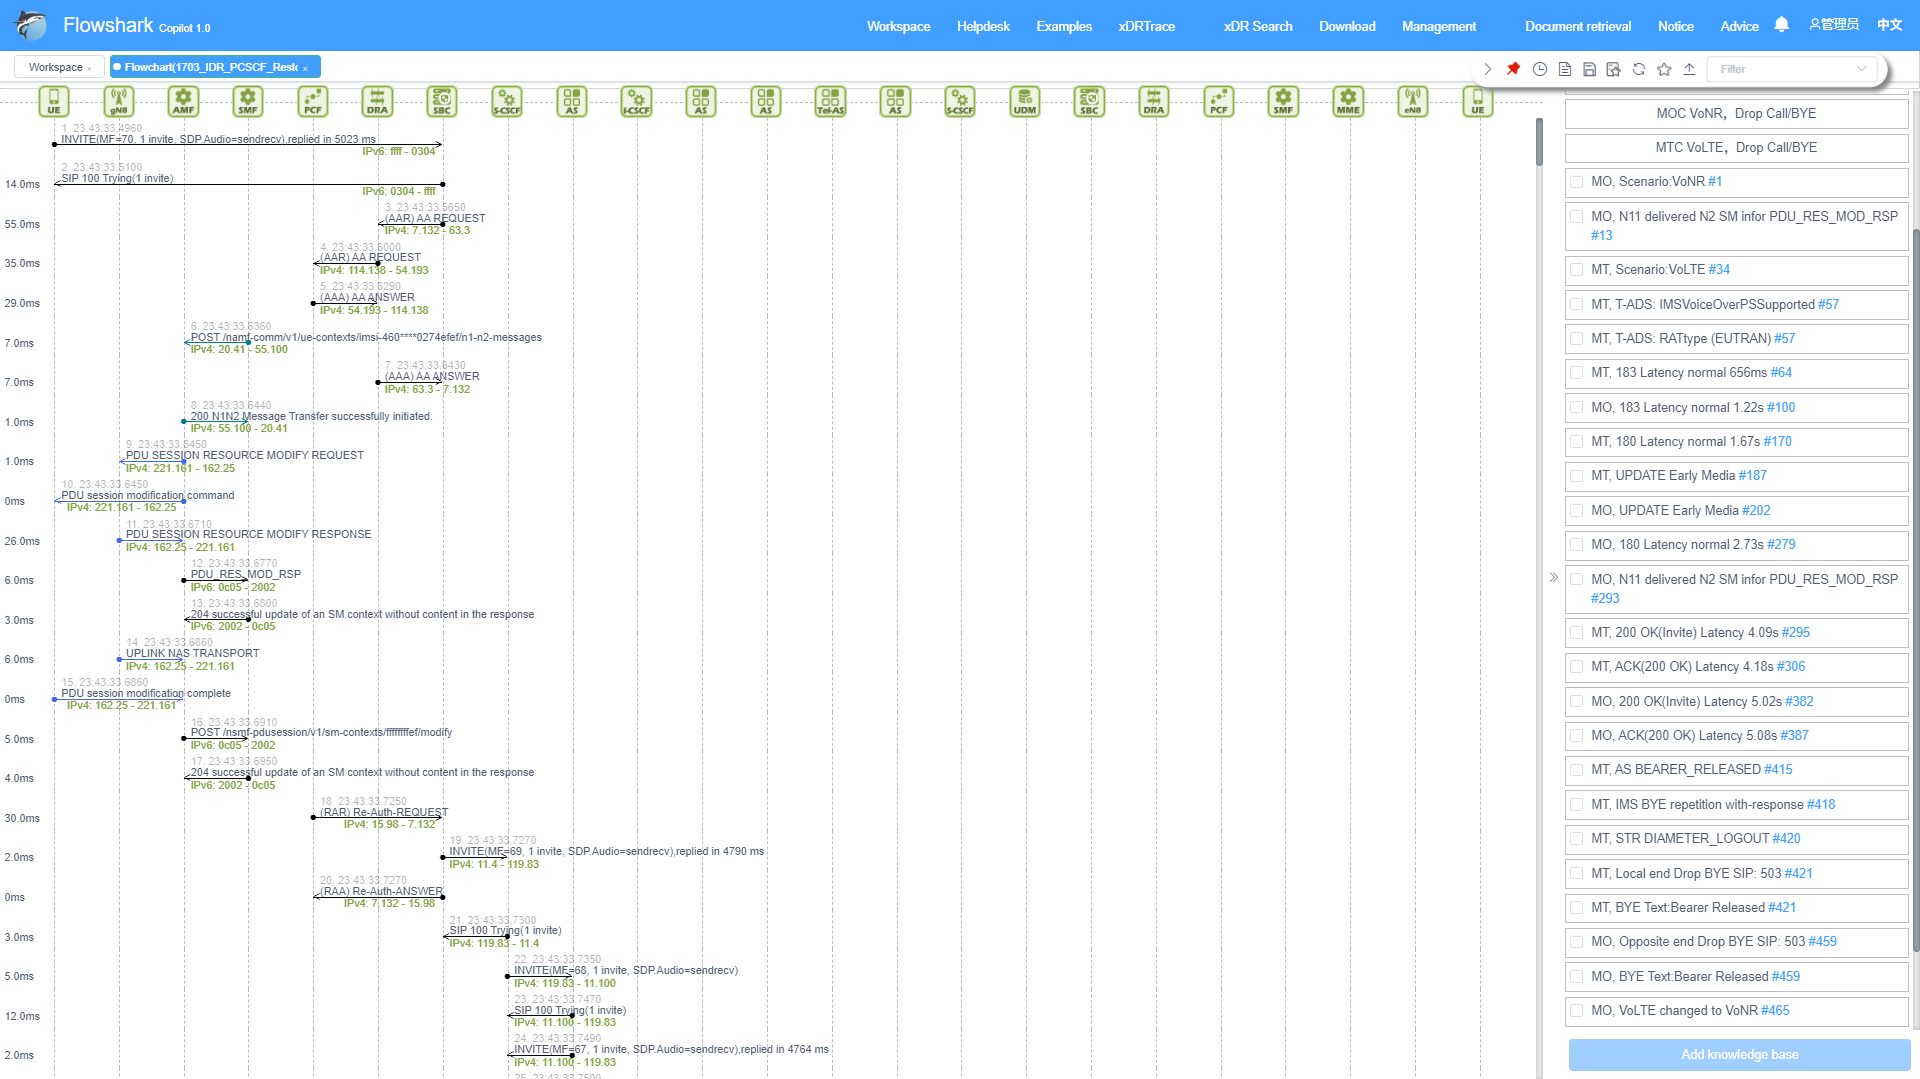 Flowshark Copilot 1.0
Workspace Helpdesk Examples xDRTrace xDR Search Download Management Document retrieval Notice Advice 管理员 中文
Workspace × Flowchart(1703_IDR_PCSCF_Resto ×
Filter
UE gNB AMF SMF PCF DRA SBC S-CSCF AS I-CSCF AS AS Tel-AS AS S-CSCF UDM SBC DRA PCF SMF MME eNB UE
1. 23:43:33.4960
INVITE(MF=70, 1 invite, SDP.Audio=sendrecv),replied in 5023 ms
IPv6: ffff - 0304
2. 23:43:33.5100
SIP 100 Trying(1 invite)
14.0ms
IPv6: 0304 - ffff
3. 23:43:33.5650
(AAR) AA REQUEST
55.0ms
IPv4: 7.132 - 63.3
4. 23:43:33.6000
(AAR) AA REQUEST
35.0ms
IPv4: 114.138 - 54.193
5. 23:43:33.6290
(AAA) AA ANSWER
29.0ms
IPv4: 54.193 - 114.138
6. 23:43:33.6360
POST /namf-comm/v1/ue-contexts/imsi-460****0274efef/n1-n2-messages
7.0ms
IPv4: 20.41 - 55.100
7. 23:43:33.6430
(AAA) AA ANSWER
7.0ms
IPv4: 63.3 - 7.132
8. 23:43:33.6440
200 N1N2 Message Transfer successfully initiated.
1.0ms
IPv4: 55.100 - 20.41
9. 23:43:33.6450
PDU SESSION RESOURCE MODIFY REQUEST
1.0ms
IPv4: 221.161 - 162.25
10. 23:43:33.6450
PDU session modification command
0ms
IPv4: 221.161 - 162.25
11. 23:43:33.6710
PDU SESSION RESOURCE MODIFY RESPONSE
26.0ms
IPv4: 162.25 - 221.161
12. 23:43:33.6770
PDU_RES_MOD_RSP
6.0ms
IPv6: 0c05 - 2002
13. 23:43:33.6800
204 successful update of an SM context without content in the response
3.0ms
IPv6: 2002 - 0c05
14. 23:43:33.6860
UPLINK NAS TRANSPORT
6.0ms
IPv4: 162.25 - 221.161
15. 23:43:33.6860
PDU session modification complete
0ms
IPv4: 162.25 - 221.161
16. 23:43:33.6910
POST /nsmf-pdusession/v1/sm-contexts/ffffffffef/modify
5.0ms
IPv6: 0c05 - 2002
17. 23:43:33.6950
204 successful update of an SM context without content in the response
4.0ms
IPv6: 2002 - 0c05
18. 23:43:33.7250
(RAR) Re-Auth-REQUEST
30.0ms
IPv4: 15.98 - 7.132
19. 23:43:33.7270
INVITE(MF=69, 1 invite, SDP.Audio=sendrecv),replied in 4790 ms
2.0ms
IPv4: 11.4 - 119.83
20. 23:43:33.7270
(RAA) Re-Auth-ANSWER
0ms
IPv4: 7.132 - 15.98
21. 23:43:33.7300
SIP 100 Trying(1 invite)
3.0ms
IPv4: 119.83 - 11.4
22. 23:43:33.7350
INVITE(MF=68, 1 invite, SDP.Audio=sendrecv)
5.0ms
IPv4: 119.83 - 11.100
23. 23:43:33.7470
SIP 100 Trying(1 invite)
12.0ms
IPv4: 11.100 - 119.83
24. 23:43:33.7490
INVITE(MF=67, 1 invite, SDP.Audio=sendrecv),replied in 4764 ms
2.0ms
IPv4: 11.100 - 119.83
25. 23:43:33.7500
MOC VoNR，Drop Call/BYE
MTC VoLTE，Drop Call/BYE
MO, Scenario:VoNR #1
MO, N11 delivered N2 SM infor PDU_RES_MOD_RSP
#13
MT, Scenario:VoLTE #34
MT, T-ADS: IMSVoiceOverPSSupported #57
MT, T-ADS: RATtype (EUTRAN) #57
MT, 183 Latency normal 656ms #64
MO, 183 Latency normal 1.22s #100
MT, 180 Latency normal 1.67s #170
MT, UPDATE Early Media #187
MO, UPDATE Early Media #202
MO, 180 Latency normal 2.73s #279
MO, N11 delivered N2 SM infor PDU_RES_MOD_RSP
#293
MT, 200 OK(Invite) Latency 4.09s #295
MT, ACK(200 OK) Latency 4.18s #306
MO, 200 OK(Invite) Latency 5.02s #382
MO, ACK(200 OK) Latency 5.08s #387
MT, AS BEARER_RELEASED #415
MT, IMS BYE repetition with-response #418
MT, STR DIAMETER_LOGOUT #420
MT, Local end Drop BYE SIP: 503 #421
MT, BYE Text:Bearer Released #421
MO, Opposite end Drop BYE SIP: 503 #459
MO, BYE Text:Bearer Released #459
MO, VoLTE changed to VoNR #465
Add knowledge base